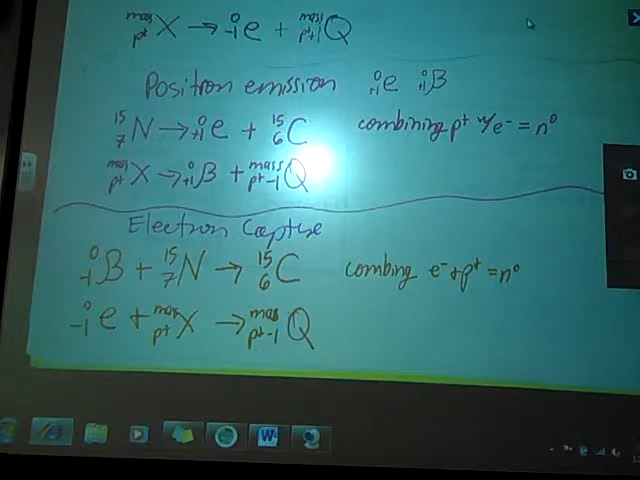 mass p+ X → 0 -1 e + mass p++1 Q
Positron emission 0 +1 e 0 +1 β
15 7 N → 0 +1 e + 15 6 C combining p+ w/e- = n0
mass p+ X → 0 +1 β + mass p+-1 Q
Electron Capture
0 -1 β + 15 7 N → 15 6 C combing e-+p+ = n0
0 -1 e + mass p+ X → mass p+-1 Q